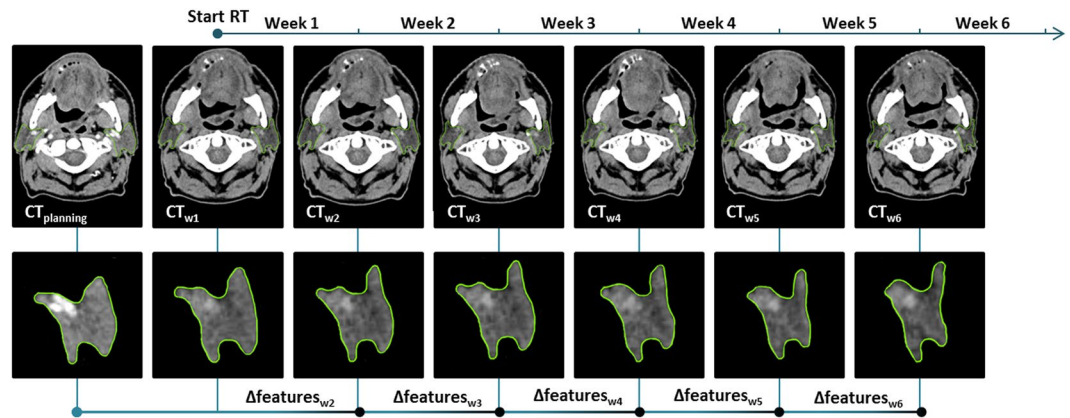 Start RT
Week 1 Week 2 Week 3 Week 4 Week 5 Week 6
CTplanning CTw1 CTw2 CTw3 CTw4 CTw5 CTw6
Δfeaturesw2 Δfeaturesw3 Δfeaturesw4 Δfeaturesw5 Δfeaturesw6